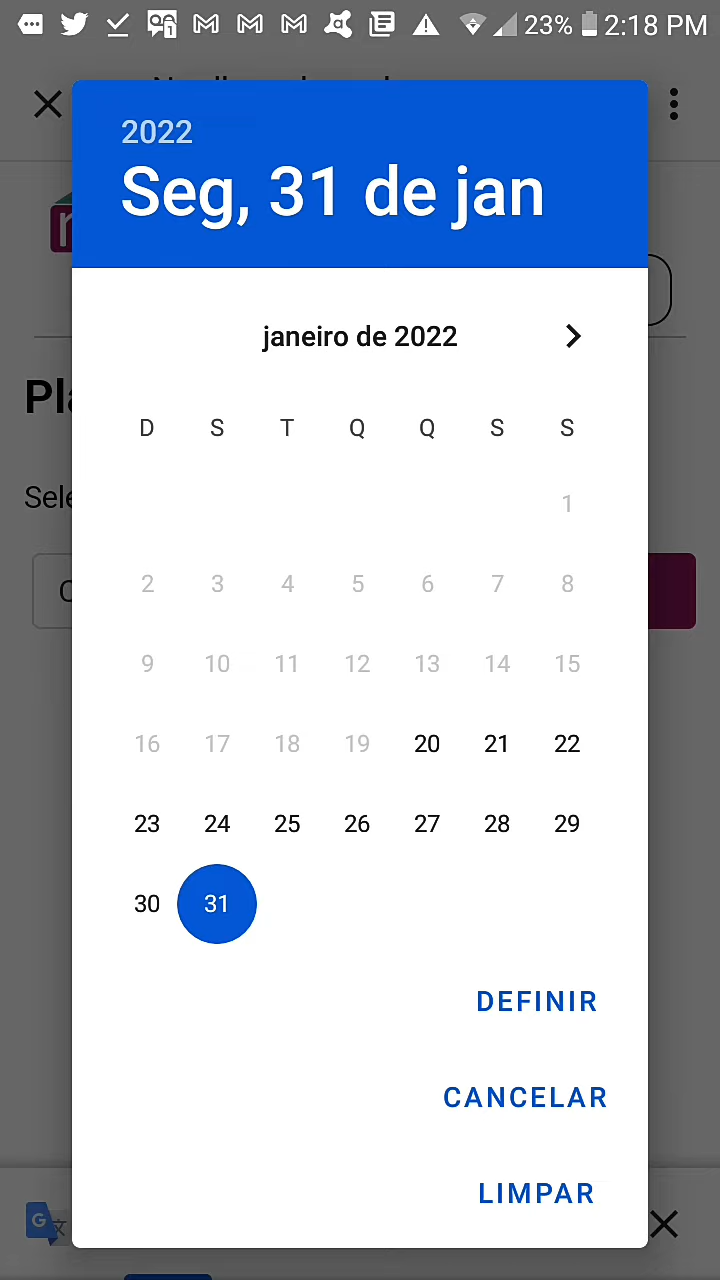 23% 2:18 PM
2022
Seg, 31 de jan
janeiro de 2022
D S T Q Q S S
1
2 3 4 5 6 7 8
9 10 11 12 13 14 15
16 17 18 19 20 21 22
23 24 25 26 27 28 29
30 31
DEFINIR
CANCELAR
LIMPAR